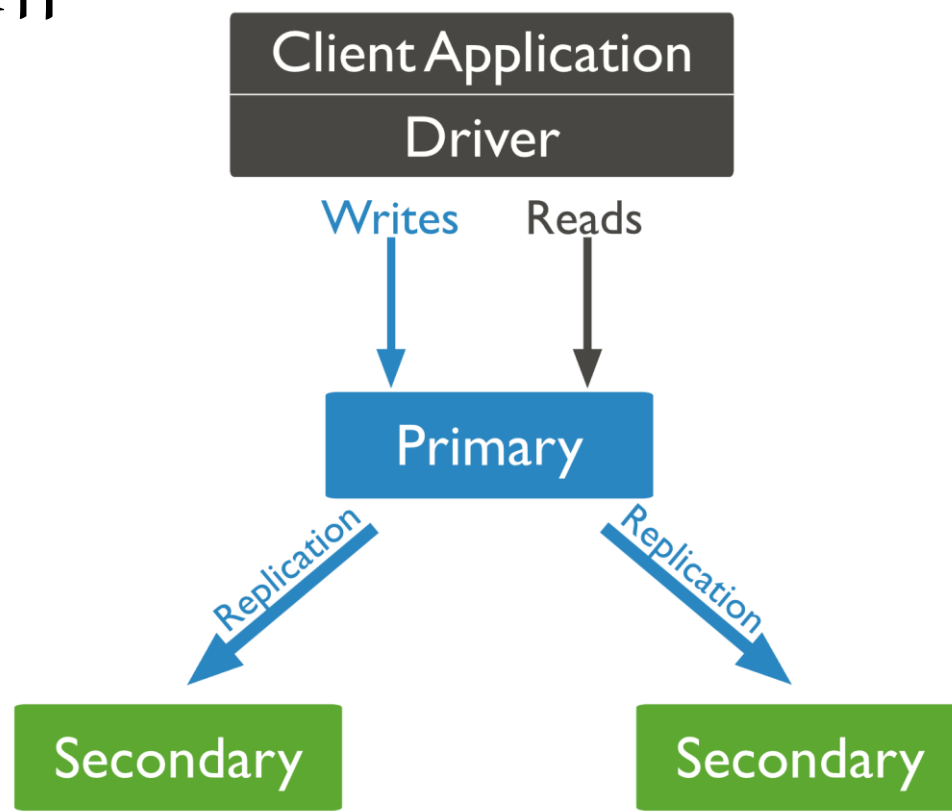 Client Application
Driver
Writes
Reads
Primary
Replication
Replication
Secondary
Secondary